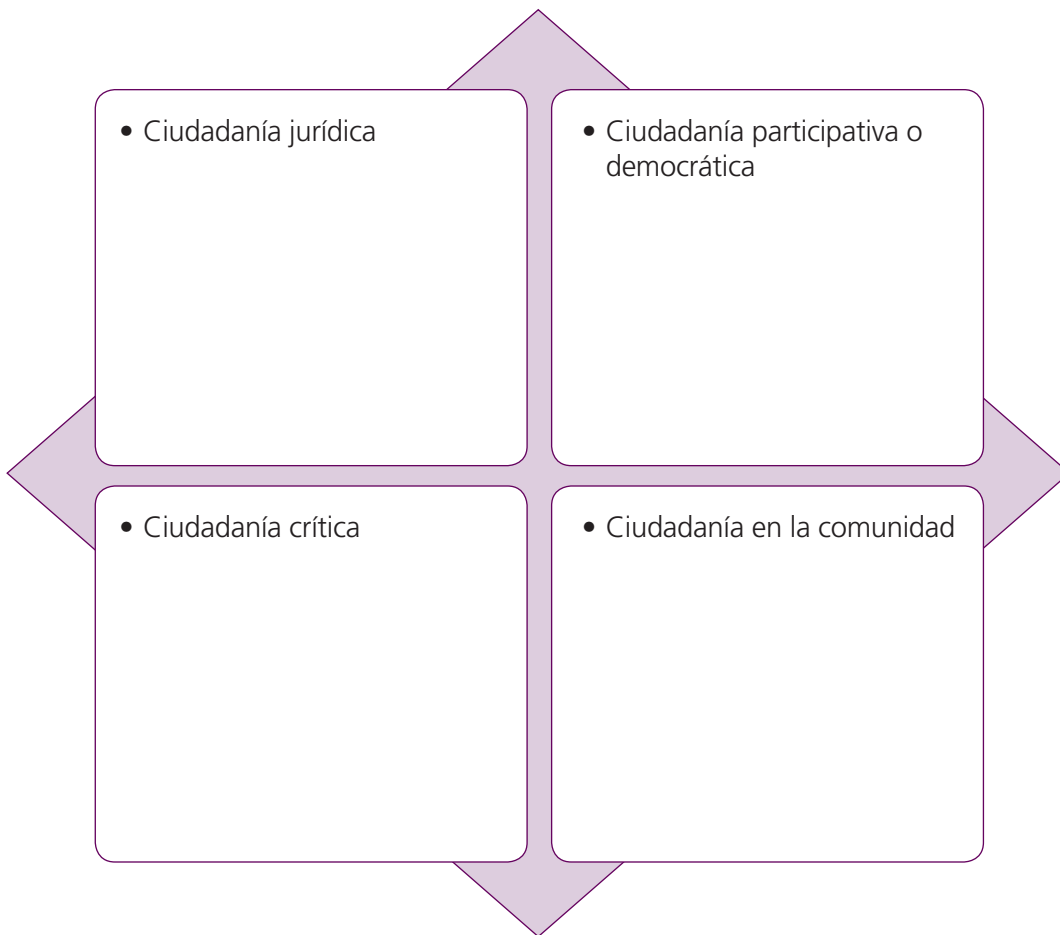 • Ciudadanía jurídica
• Ciudadanía participativa o
democrática
• Ciudadanía crítica
• Ciudadanía en la comunidad